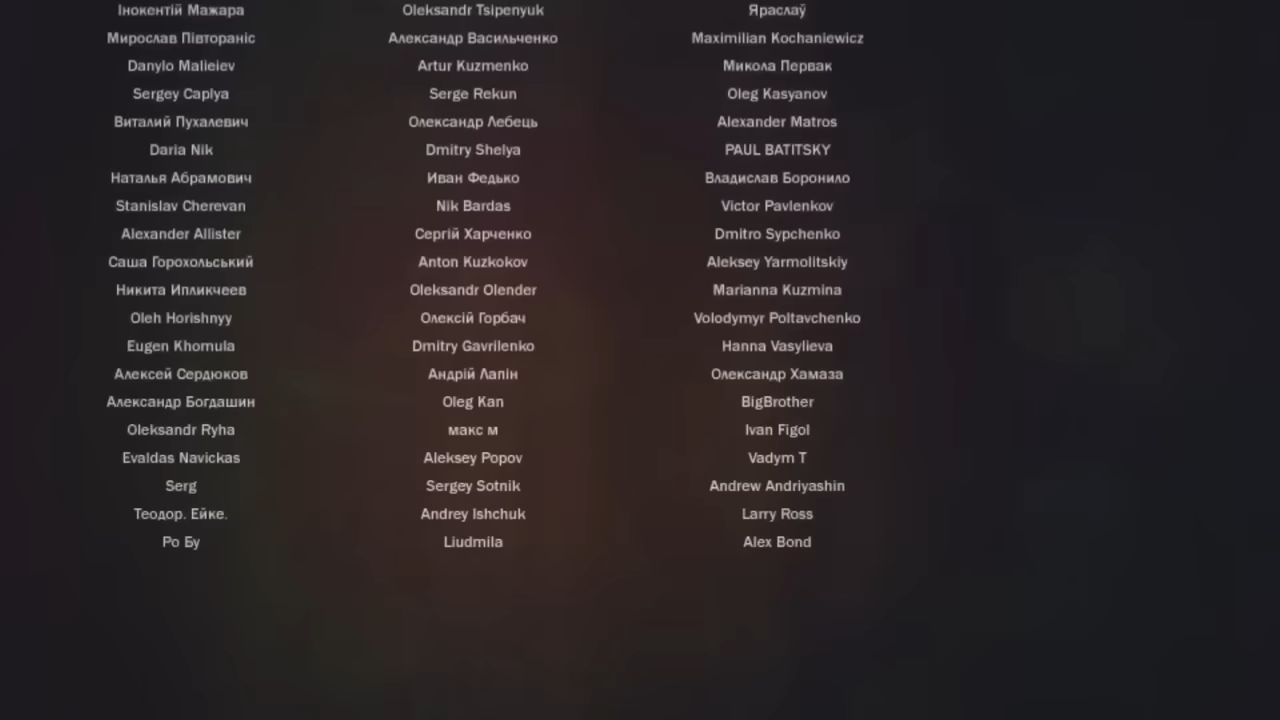 Інокентій Мажара
Мирослав Півтораніс
Danylo Malieiev
Sergey Caplya
Виталий Пухалевич
Daria Nik
Наталья Абрамович
Stanislav Cherevan
Alexander Allister
Саша Горохольський
Никита Ипликчеев
Oleh Horishnyy
Eugen Khomula
Алексей Сердюков
Александр Богдашин
Oleksandr Ryha
Evaldas Navickas
Serg
Теодор. Ейке.
Ро Бу
Oleksandr Tsipenyuk
Александр Васильченко
Artur Kuzmenko
Serge Rekun
Олександр Лебець
Dmitry Shelya
Иван Федько
Nik Bardas
Сергій Харченко
Anton Kuzkokov
Oleksandr Olender
Олексій Горбач
Dmitry Gavrilenko
Андрій Лапін
Oleg Kan
макс м
Aleksey Popov
Sergey Sotnik
Andrey Ishchuk
Liudmila
Яраслаў
Maximilian Kochaniewicz
Микола Первак
Oleg Kasyanov
Alexander Matros
PAUL BATITSKY
Владислав Боронило
Victor Pavlenkov
Dmitro Sypchenko
Aleksey Yarmolitskiy
Marianna Kuzmina
Volodymyr Poltavchenko
Hanna Vasylieva
Олександр Хамаза
BigBrother
Ivan Figol
Vadym T
Andrew Andriyashin
Larry Ross
Alex Bond